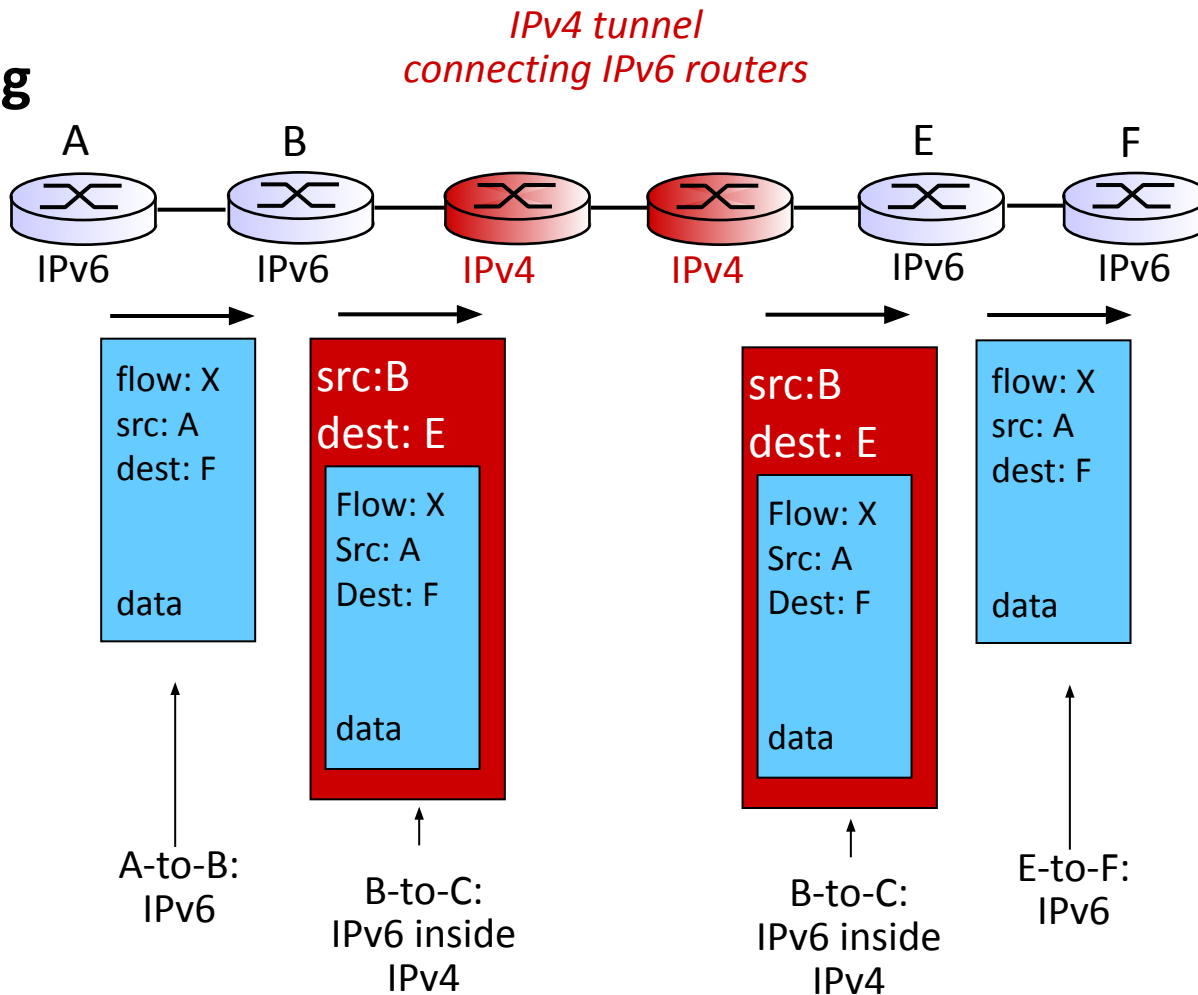 IPv4 tunnel
connecting IPv6 routers
g
A
B
E
F
IPv6
IPv6
IPv4
IPv4
IPv6
IPv6
flow: X
src: A
dest: F
data
src:B
dest: E
Flow: X
Src: A
Dest: F
data
src:B
dest: E
Flow: X
Src: A
Dest: F
data
flow: X
src: A
dest: F
data
A-to-B:
IPv6
B-to-C:
IPv6 inside
IPv4
B-to-C:
IPv6 inside
IPv4
E-to-F:
IPv6